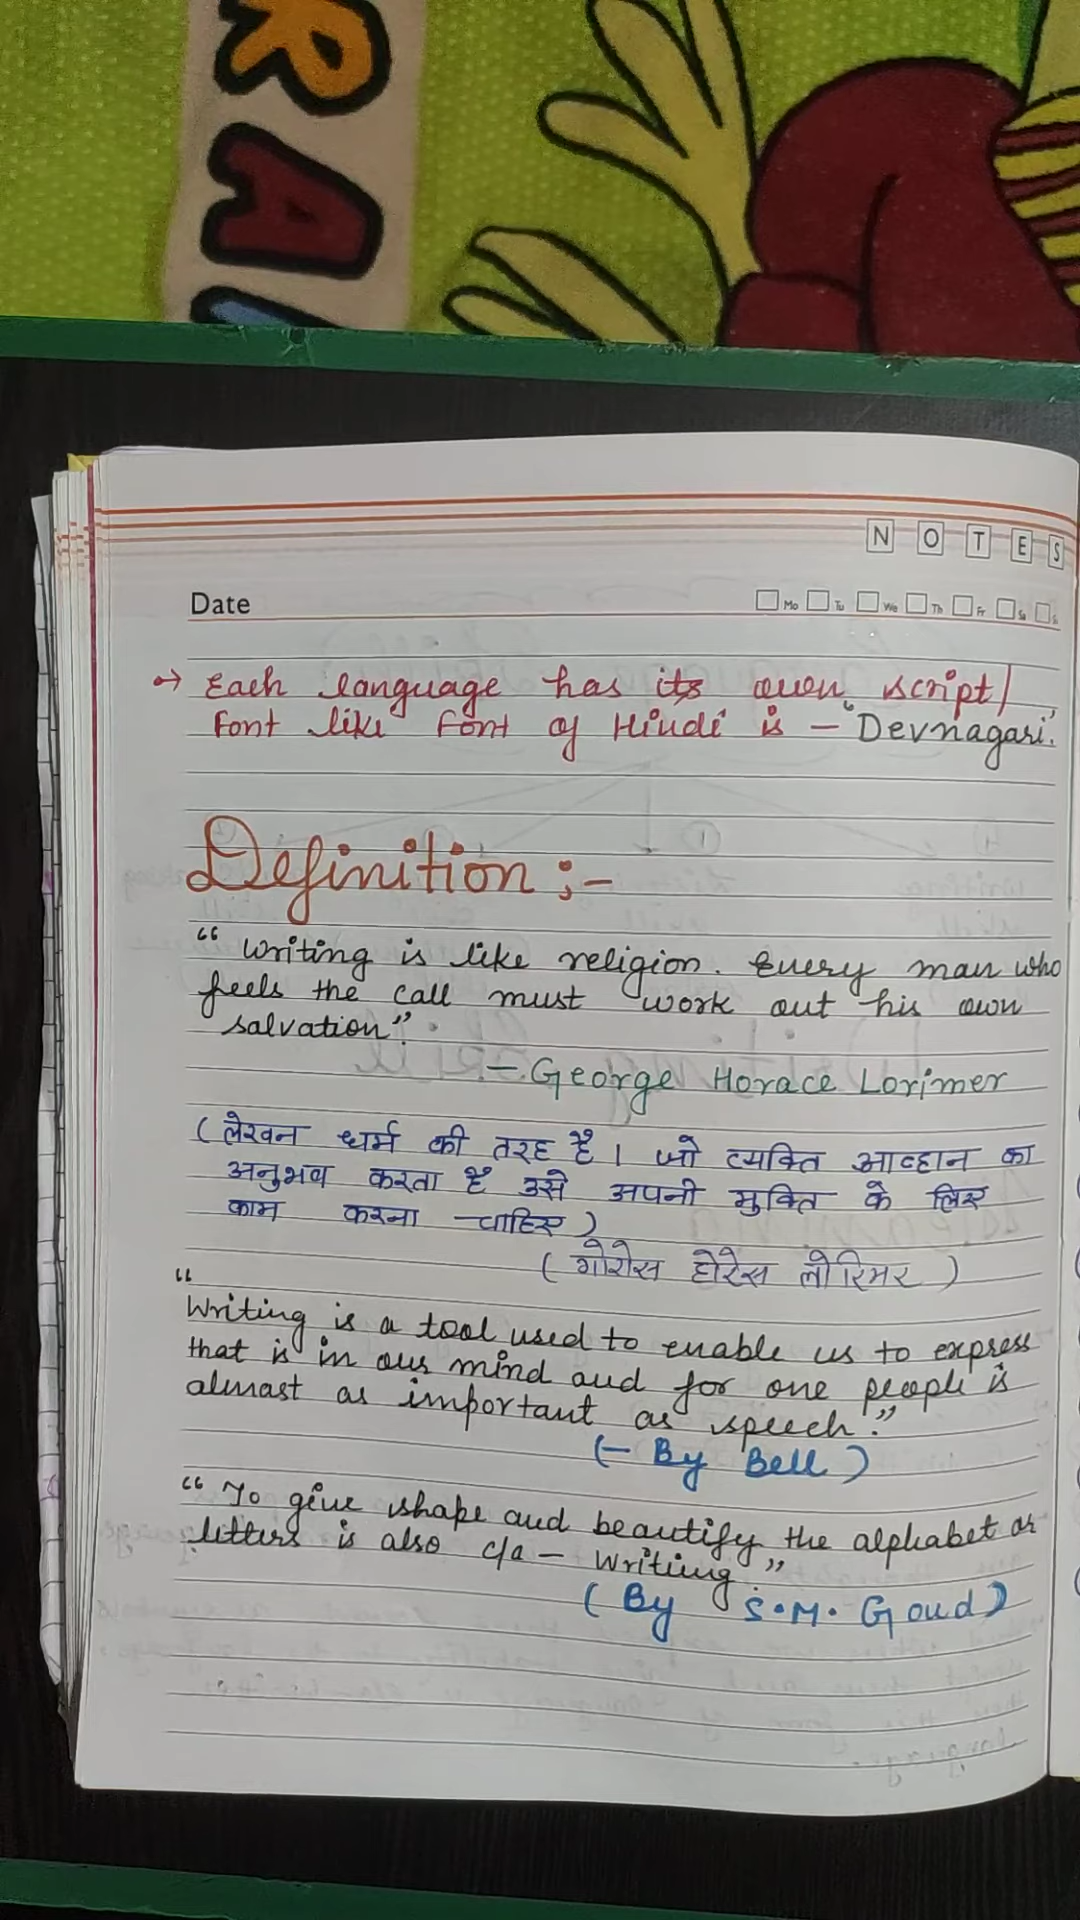 RA
NOTES
Date
Mo Tu We Th Fr Sa Su
→ Each language has its own script/
Font like Font of Hindi is – "Devnagari".
Definition :-
"Writing is like religion. Every man who
feels the call must work out his own
salvation".
– George Horace Lorimer
(लेखन धर्म की तरह है। जो व्यक्ति आव्हान का
अनुभव करता है उसे अपनी मुक्ति के लिए
काम करना चाहिए)
(गोरोस होरेस लोरिमर)
"
Writing is a tool used to enable us to express
that is in our mind and for one people is
almost as important as speech."
(– By Bell)
"To give shape and beautify the alphabet or
letters is also c/a – Writing."
(By S.M. Goud)